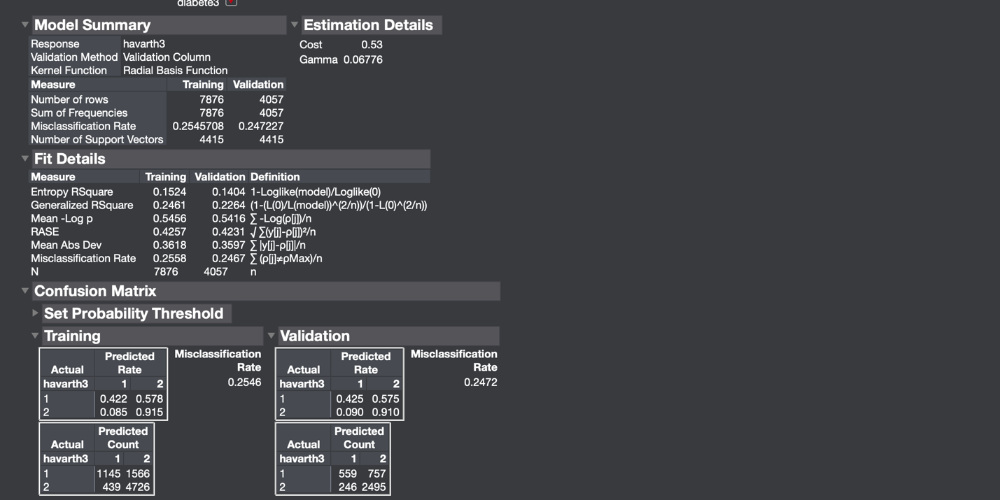 diabete3
Model Summary
Response havarth3
Validation Method Validation Column
Kernel Function Radial Basis Function
Measure Training Validation
Number of rows 7876 4057
Sum of Frequencies 7876 4057
Misclassification Rate 0.2545708 0.247227
Number of Support Vectors 4415 4415
Estimation Details
Cost 0.53
Gamma 0.06776
Fit Details
Measure Training Validation Definition
Entropy RSquare 0.1524 0.1404 1-Loglike(model)/Loglike(0)
Generalized RSquare 0.2461 0.2264 (1-(L(0)/L(model))^(2/n))/(1-L(0)^(2/n))
Mean -Log p 0.5456 0.5416 ∑ -Log(ρ[j])/n
RASE 0.4257 0.4231 √ ∑(y[j]-ρ[j])²/n
Mean Abs Dev 0.3618 0.3597 ∑ |y[j]-ρ[j]|/n
Misclassification Rate 0.2558 0.2467 ∑ (ρ[j]≠ρMax)/n
N 7876 4057 n
Confusion Matrix
Set Probability Threshold
Training
Predicted
Actual Rate
havarth3 1 2
1 0.422 0.578
2 0.085 0.915
Misclassification
Rate
0.2546
Predicted
Actual Count
havarth3 1 2
1 1145 1566
2 439 4726
Validation
Predicted
Actual Rate
havarth3 1 2
1 0.425 0.575
2 0.090 0.910
Misclassification
Rate
0.2472
Predicted
Actual Count
havarth3 1 2
1 559 757
2 246 2495